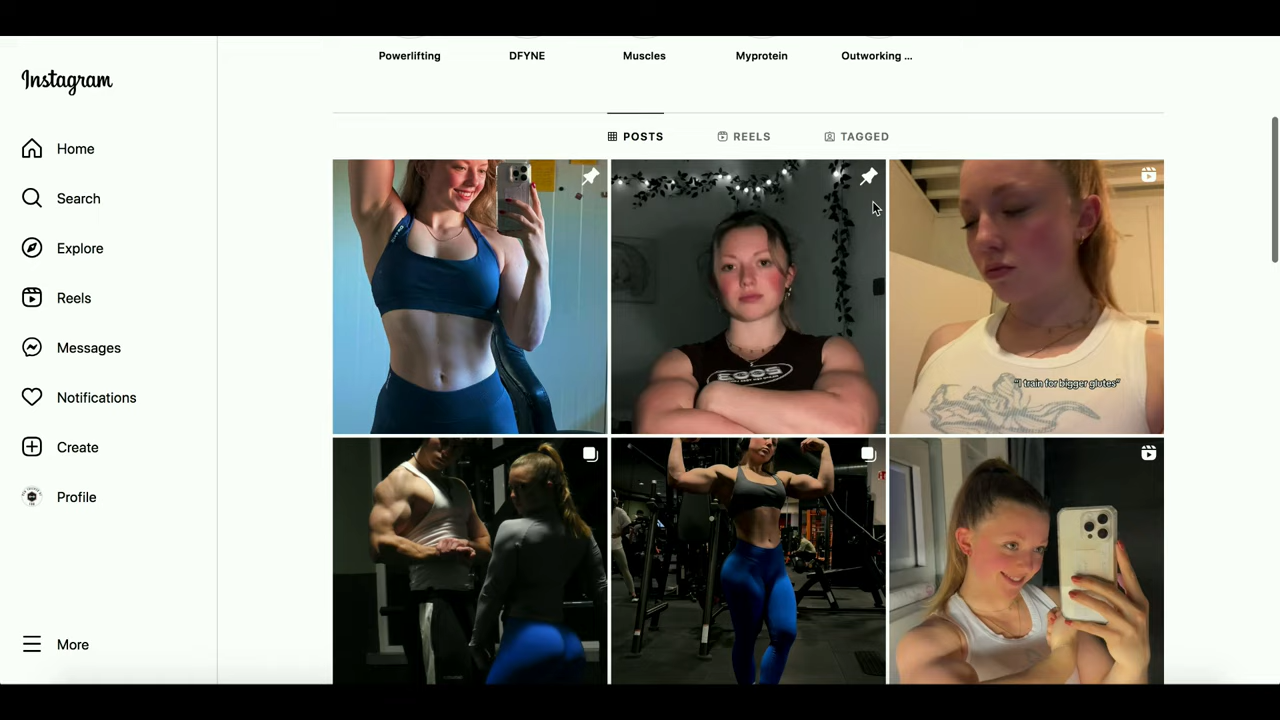 Instagram
Home
Search
Explore
Reels
Messages
Notifications
Create
Profile
More
Powerlifting
DFYNE
Muscles
Myprotein
Outworking ...
POSTS
REELS
TAGGED
"I train for bigger glutes"